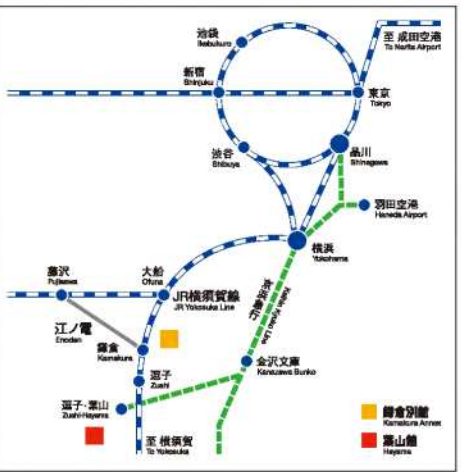 池袋
Ikebukuro
至 成田空港
To Narita Airport
新宿
Shinjuku
東京
Tokyo
渋谷
Shibuya
品川
Shinagawa
羽田空港
Haneda Airport
横浜
Yokohama
藤沢
Fujisawa
大船
Ofuna
JR横須賀線
JR Yokosuka Line
京浜急行
Keihin Kyuko Line
江ノ電
Enoden
鎌倉
Kamakura
金沢文庫
Kanazawa Bunko
逗子
Zushi
逗子・葉山
Zushi-Hayama
至 横須賀
To Yokosuka
鎌倉別館
Kamakura Annex
葉山館
Hayama